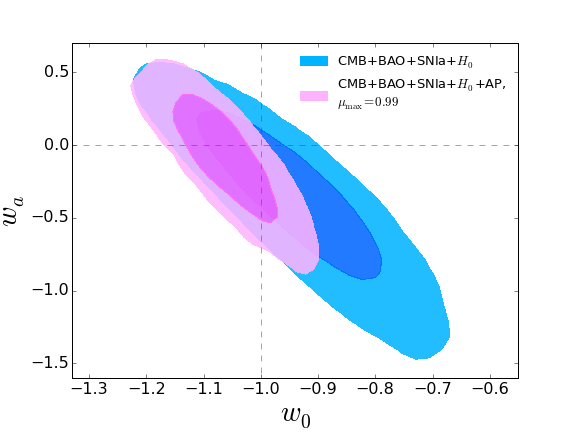 CMB+BAO+SNIa+H₀
CMB+BAO+SNIa+H₀+AP,
μmax=0.99
0.5
0.0
−0.5
−1.0
−1.5
wₐ
−1.3 −1.2 −1.1 −1.0 −0.9 −0.8 −0.7 −0.6
w₀